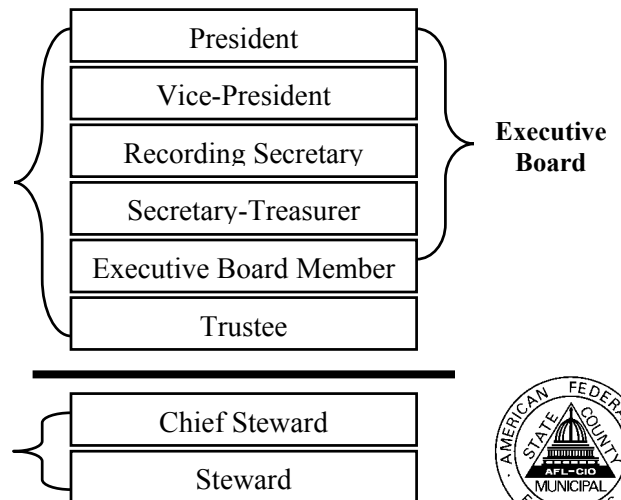 President
Vice-President
Recording Secretary
Secretary-Treasurer
Executive Board Member
Trustee
Executive
Board
Chief Steward
Steward
AMERICAN FEDERA
STATE COUNTY
AFL-CIO
MUNICIPAL